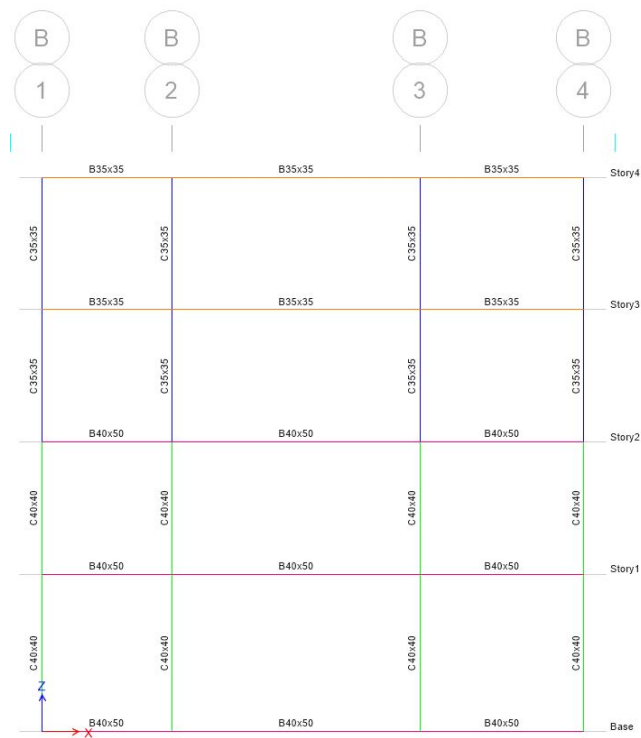 B B B B
1 2 3 4
B35x35 B35x35 B35x35
Story4
C35x35 C35x35 C35x35 C35x35
B35x35 B35x35 B35x35
Story3
C35x35 C35x35 C35x35 C35x35
B40x50 B40x50 B40x50
Story2
C40x40 C40x40 C40x40 C40x40
B40x50 B40x50 B40x50
Story1
C40x40 C40x40 C40x40 C40x40
Z
B40x50 B40x50 B40x50
Base
X